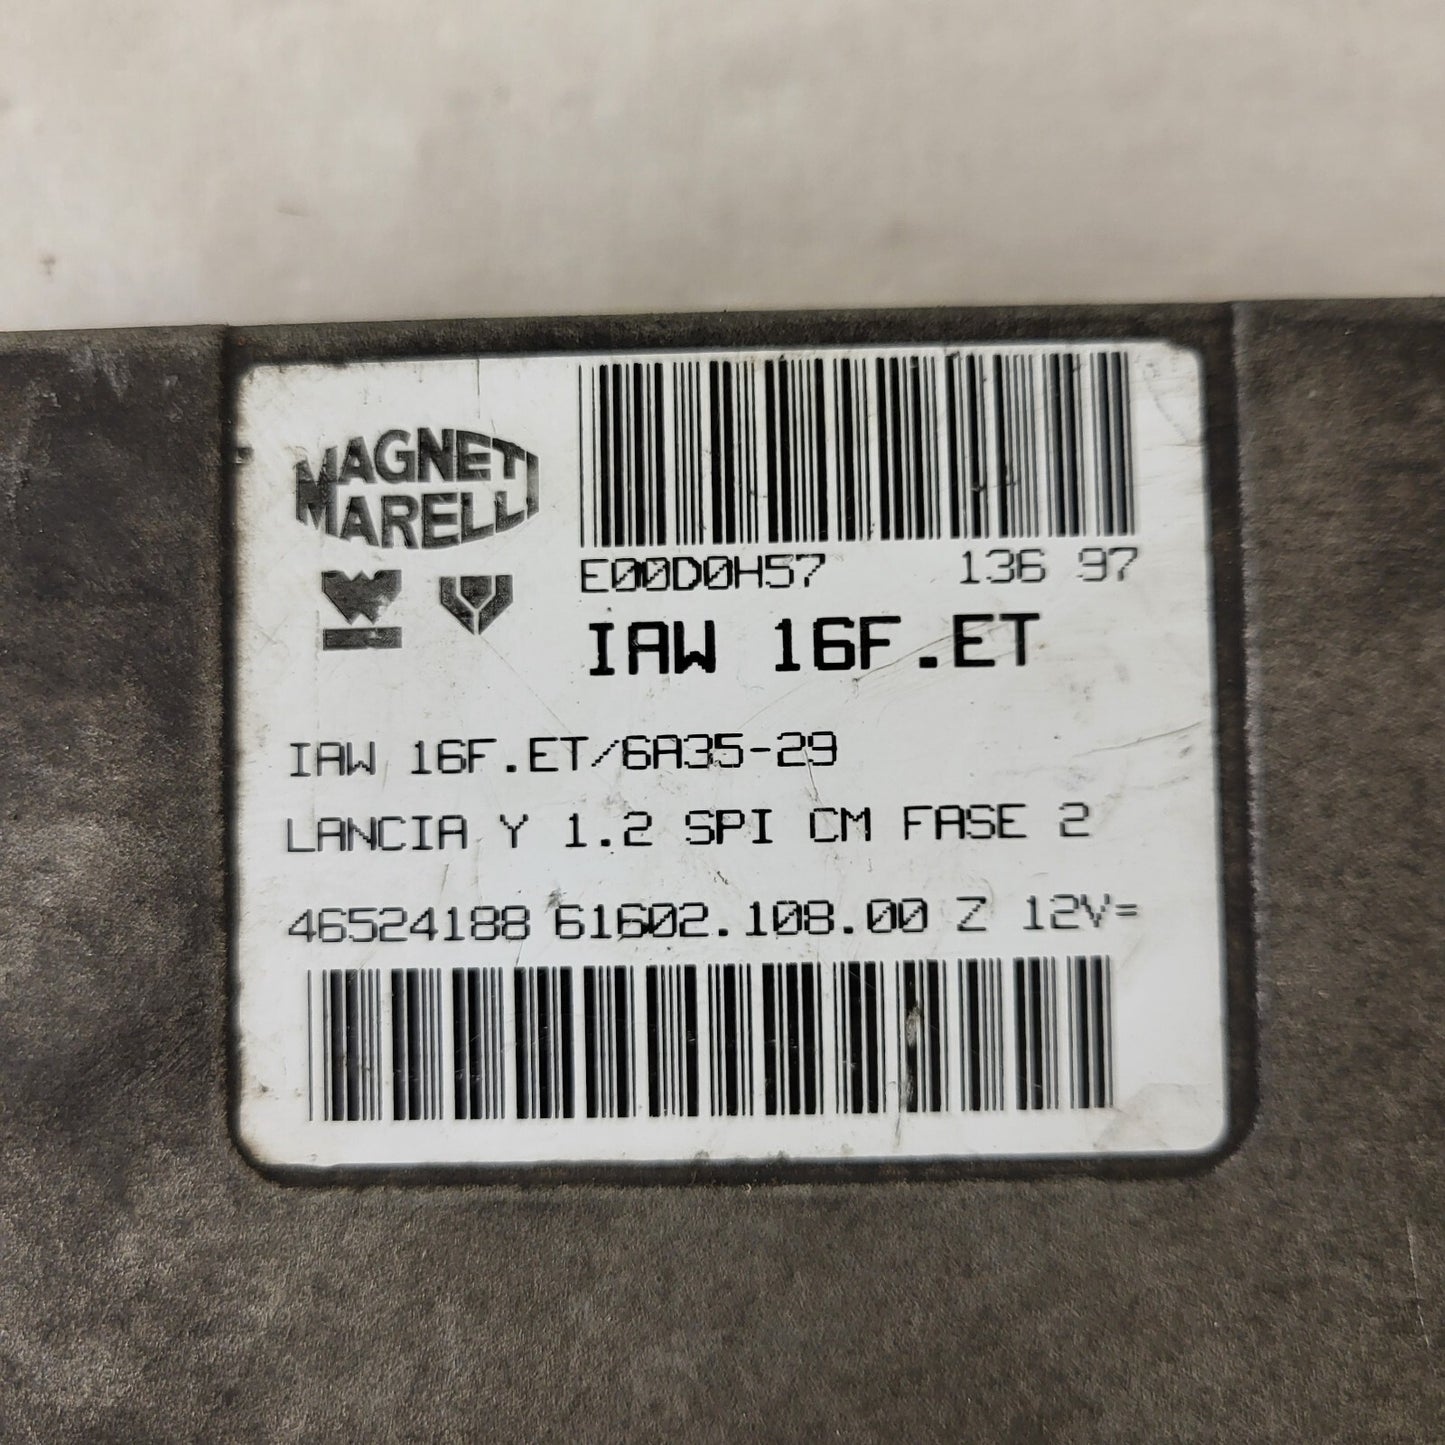 MAGNETI
MARELLI
E00D0H57 136 97
IAW 16F.ET
IAW 16F.ET/6A35-29
LANCIA Y 1.2 SPI CM FASE 2
46524188 61602.108.00 Z 12V=